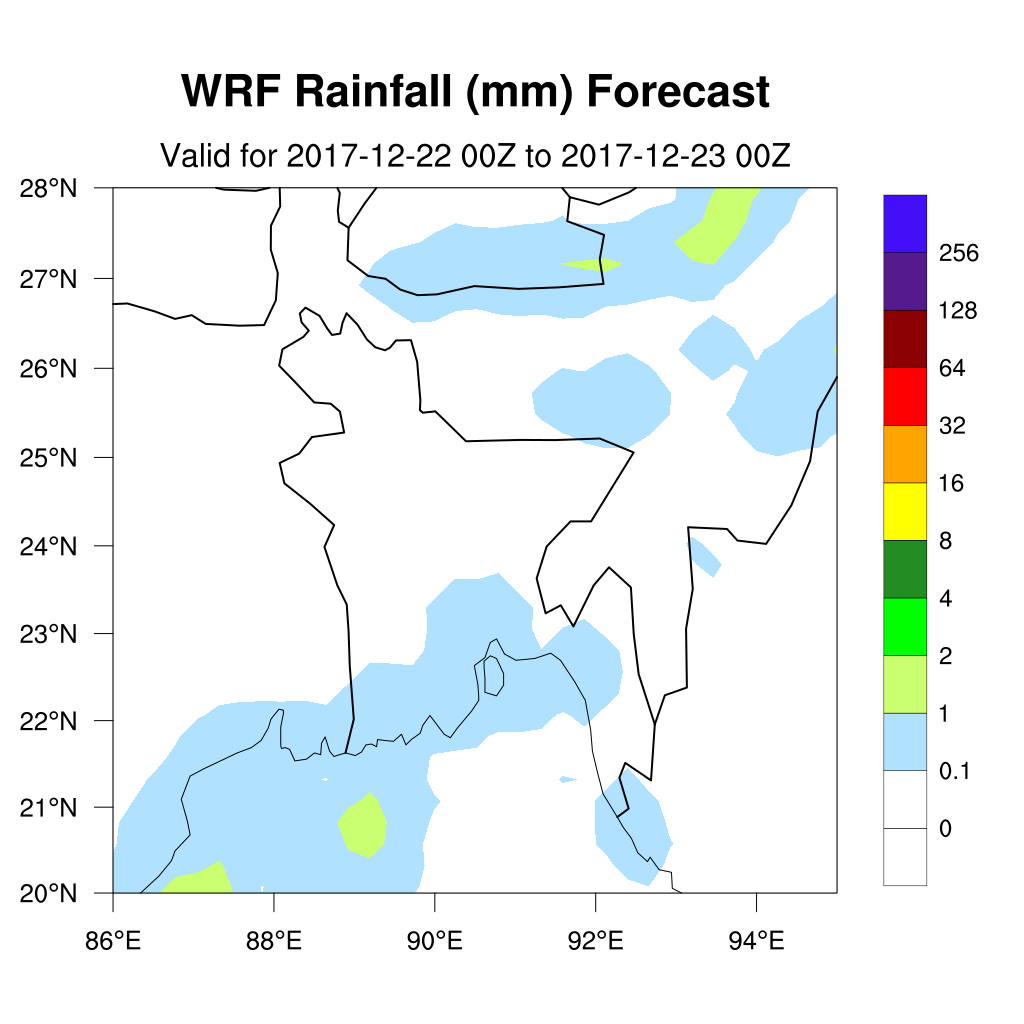 WRF Rainfall (mm) Forecast
Valid for 2017-12-22 00Z to 2017-12-23 00Z
28°N
27°N
26°N
25°N
24°N
23°N
22°N
21°N
20°N
86°E 88°E 90°E 92°E 94°E
256
128
64
32
16
8
4
2
1
0.1
0